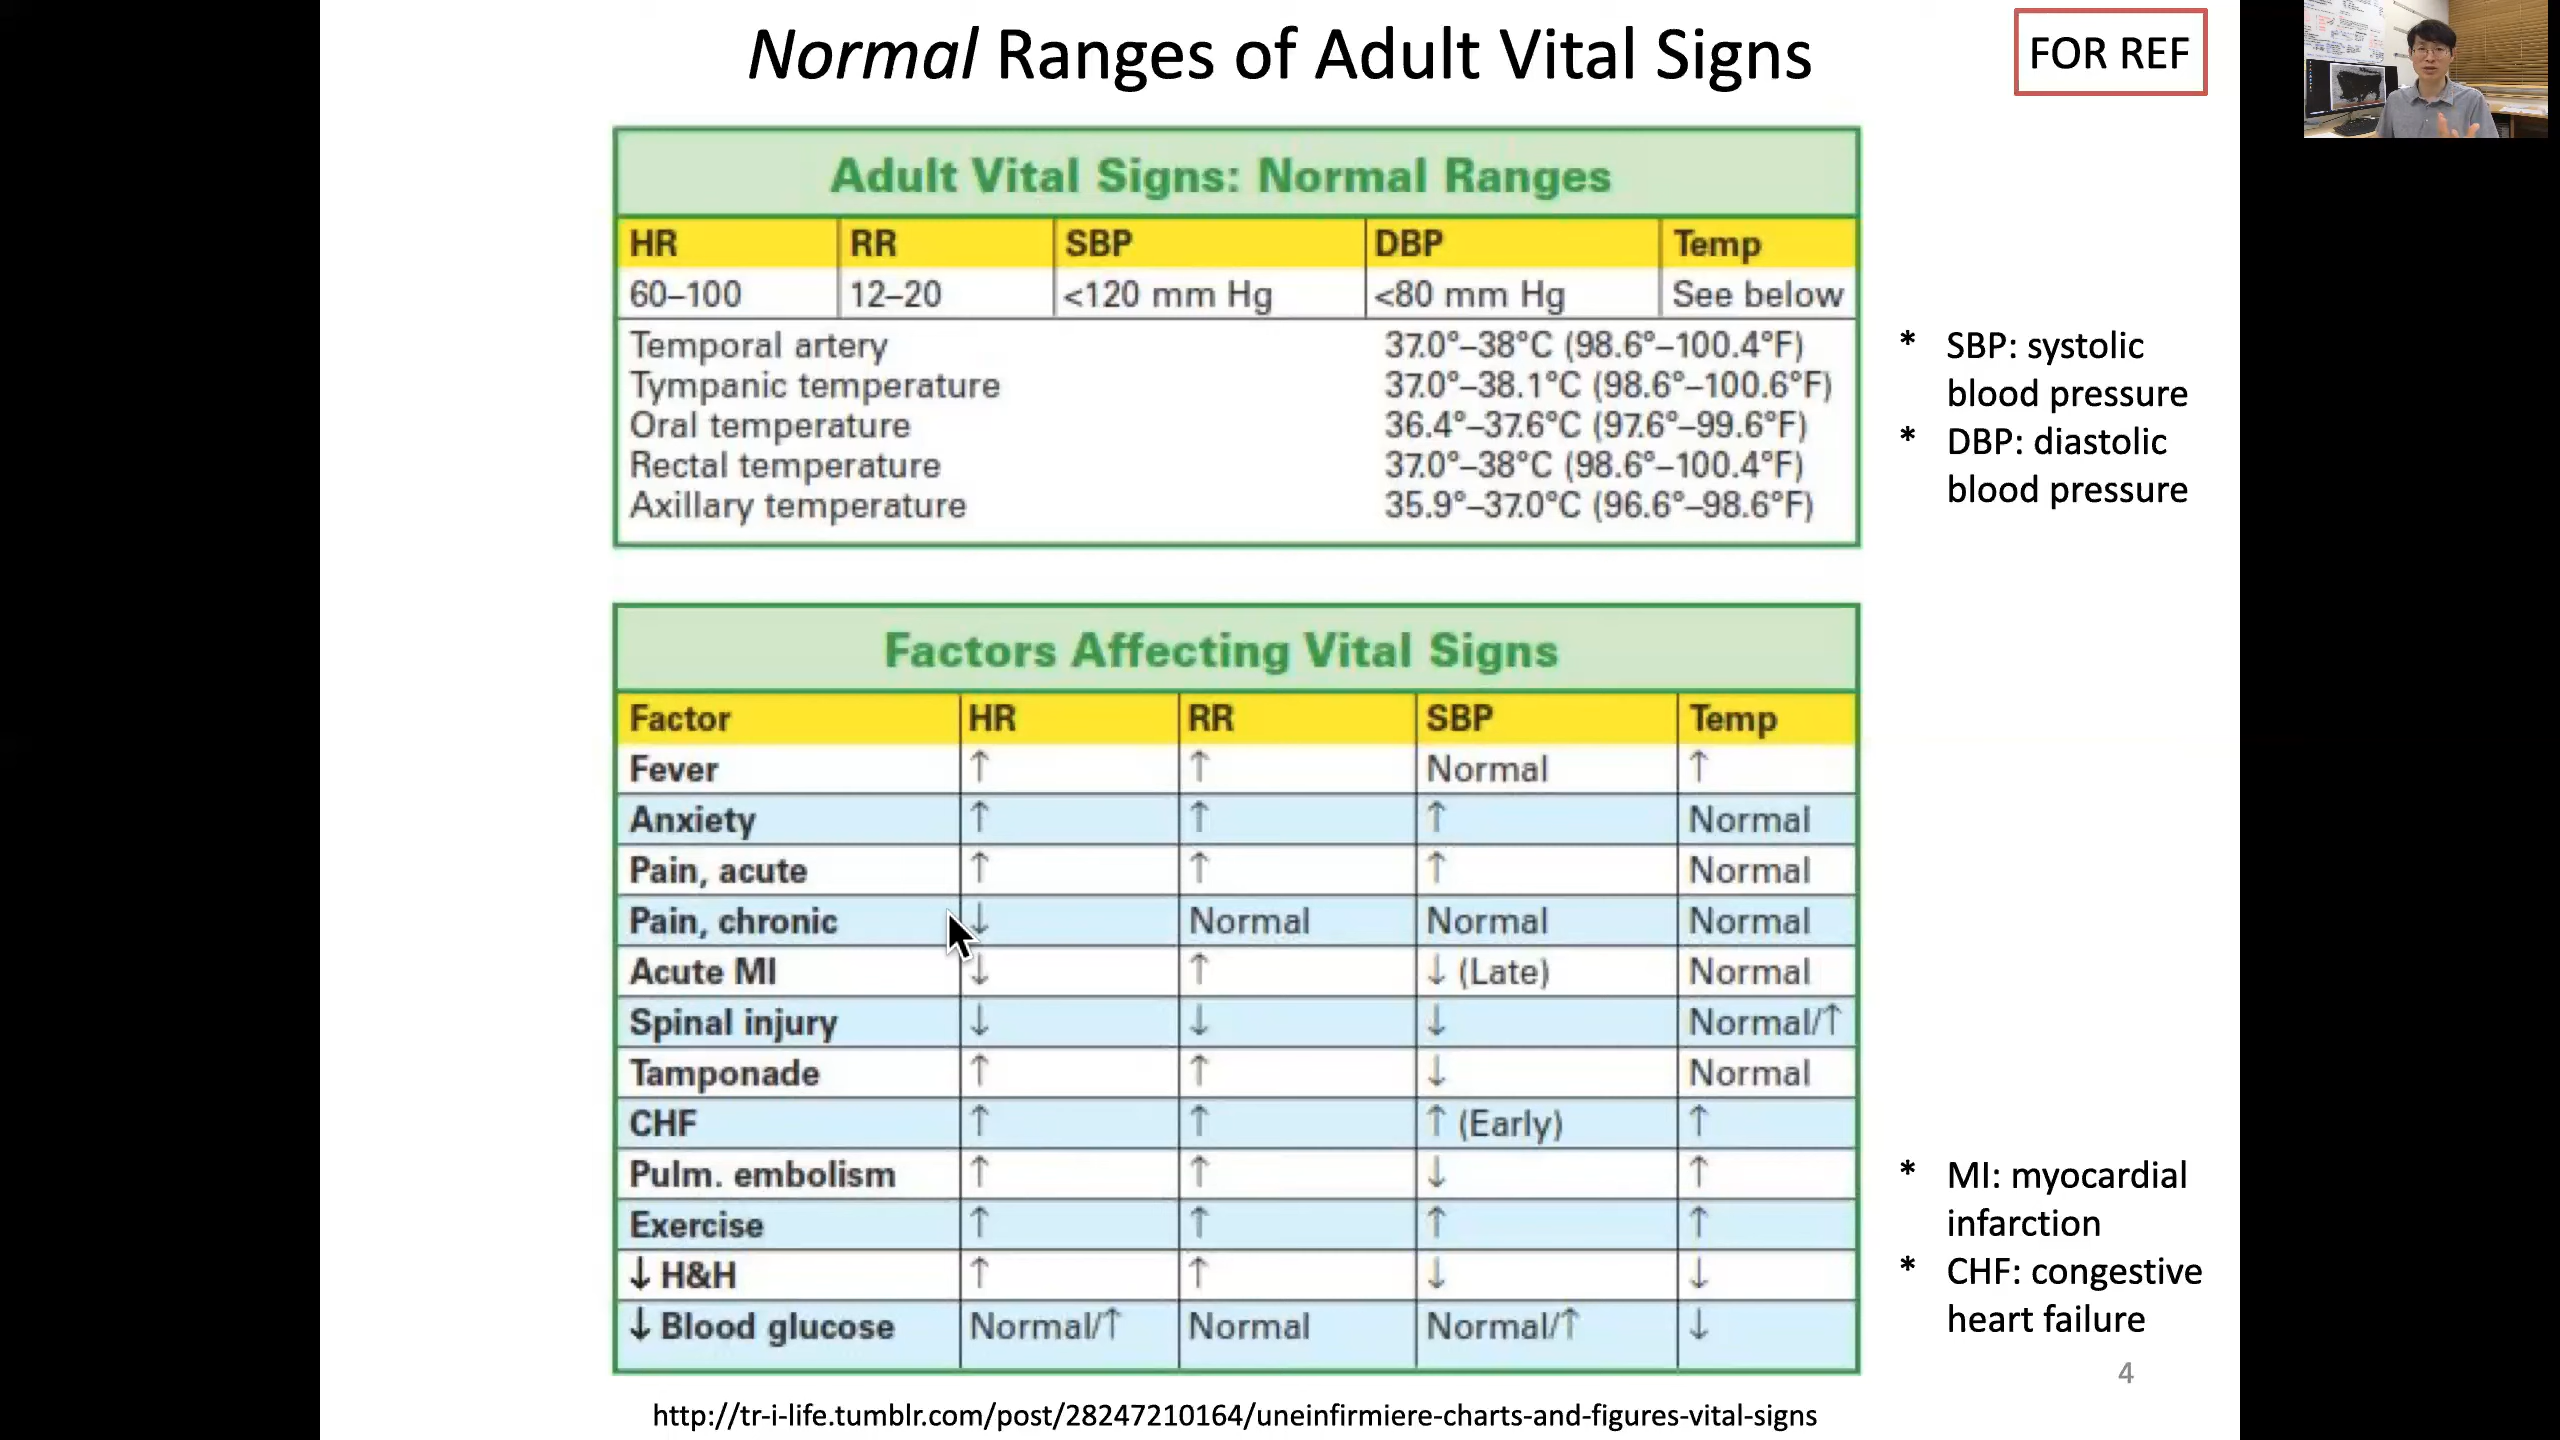 Normal Ranges of Adult Vital Signs
FOR REF
Adult Vital Signs: Normal Ranges
HR RR SBP DBP Temp
60–100 12–20 <120 mm Hg <80 mm Hg See below
Temporal artery 37.0°–38°C (98.6°–100.4°F)
Tympanic temperature 37.0°–38.1°C (98.6°–100.6°F)
Oral temperature 36.4°–37.6°C (97.6°–99.6°F)
Rectal temperature 37.0°–38°C (98.6°–100.4°F)
Axillary temperature 35.9°–37.0°C (96.6°–98.6°F)
* SBP: systolic
blood pressure
* DBP: diastolic
blood pressure
Factors Affecting Vital Signs
Factor HR RR SBP Temp
Fever ↑ ↑ Normal ↑
Anxiety ↑ ↑ ↑ Normal
Pain, acute ↑ ↑ ↑ Normal
Pain, chronic ↓ Normal Normal Normal
Acute MI ↓ ↑ ↓ (Late) Normal
Spinal injury ↓ ↓ ↓ Normal/↑
Tamponade ↑ ↑ ↓ Normal
CHF ↑ ↑ ↑ (Early) ↑
Pulm. embolism ↑ ↑ ↓ ↑
Exercise ↑ ↑ ↑ ↑
↓ H&H ↑ ↑ ↓ ↓
↓ Blood glucose Normal/↑ Normal Normal/↑ ↓
* MI: myocardial
infarction
* CHF: congestive
heart failure
4
http://tr-i-life.tumblr.com/post/28247210164/uneinfirmiere-charts-and-figures-vital-signs